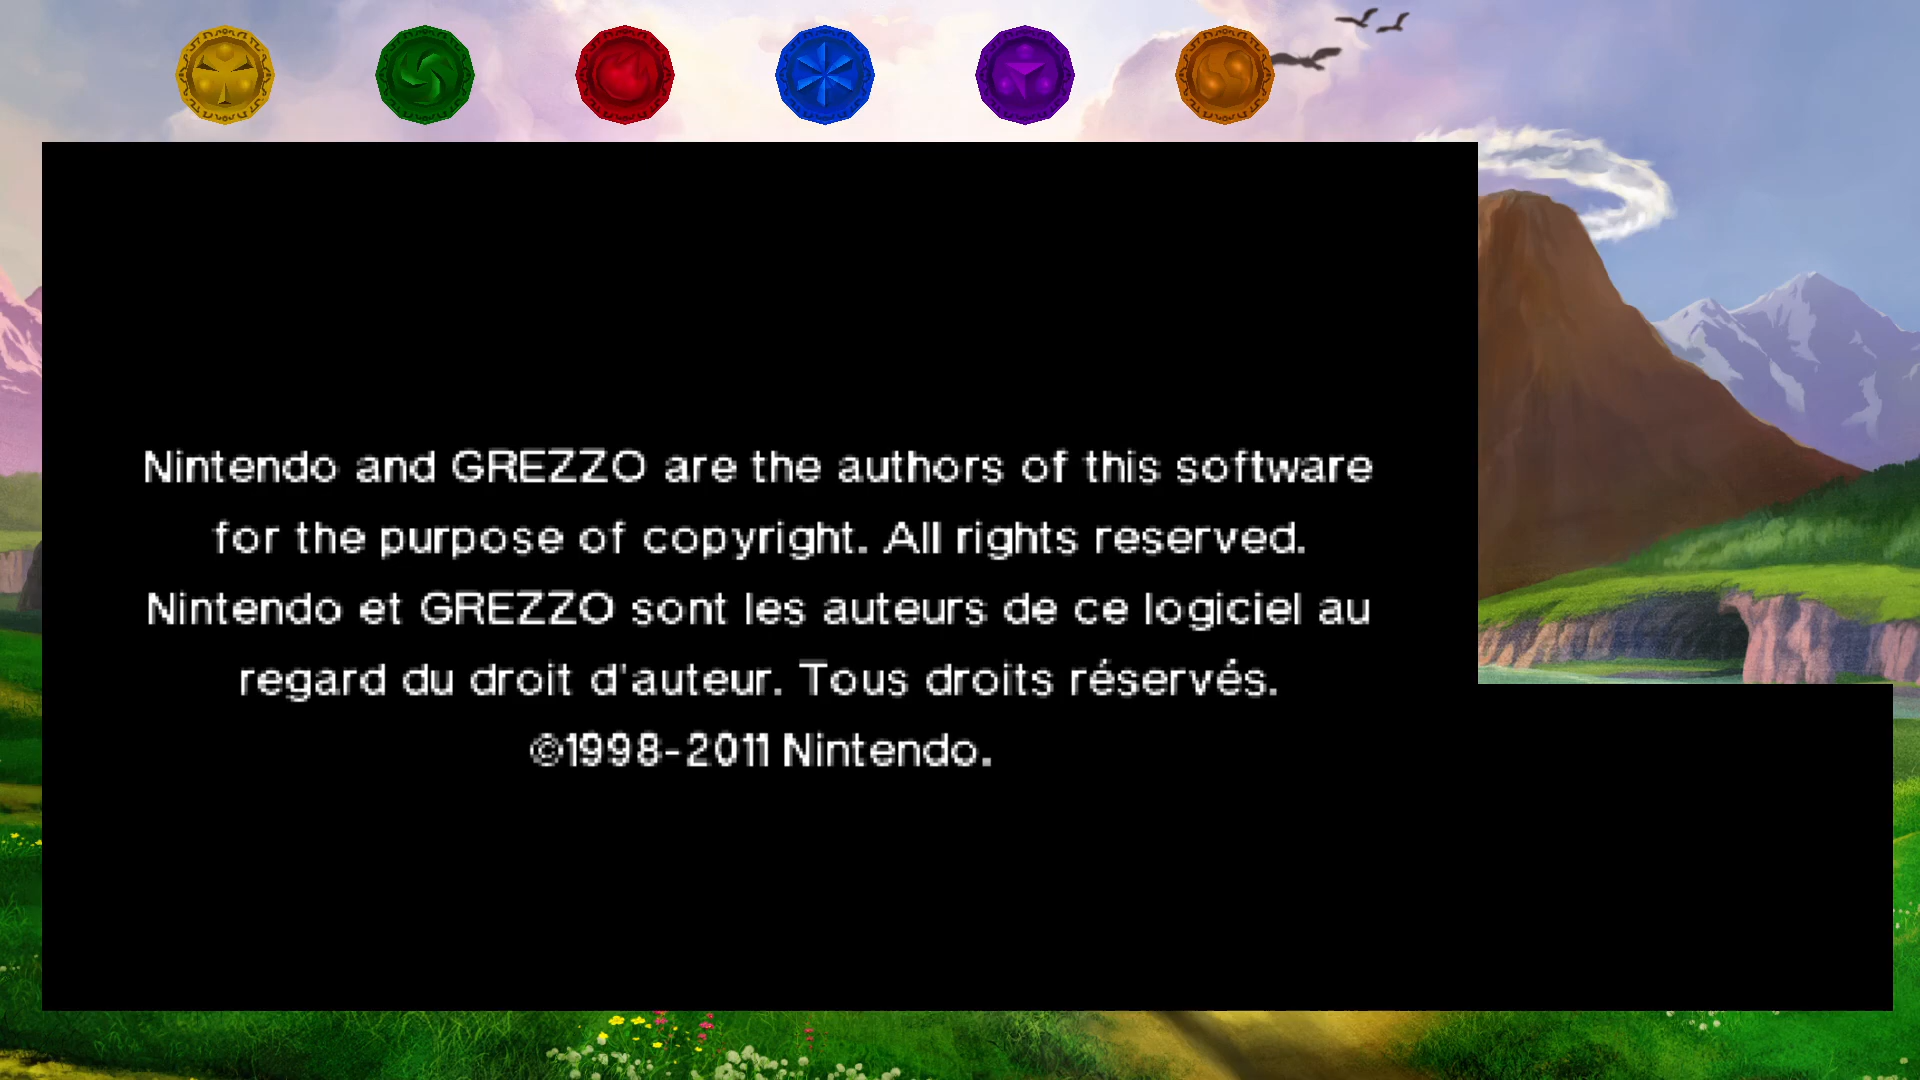 Nintendo and GREZZO are the authors of this software
for the purpose of copyright. All rights reserved.
Nintendo et GREZZO sont les auteurs de ce logiciel au
regard du droit d'auteur. Tous droits réservés.
©1998-2011 Nintendo.